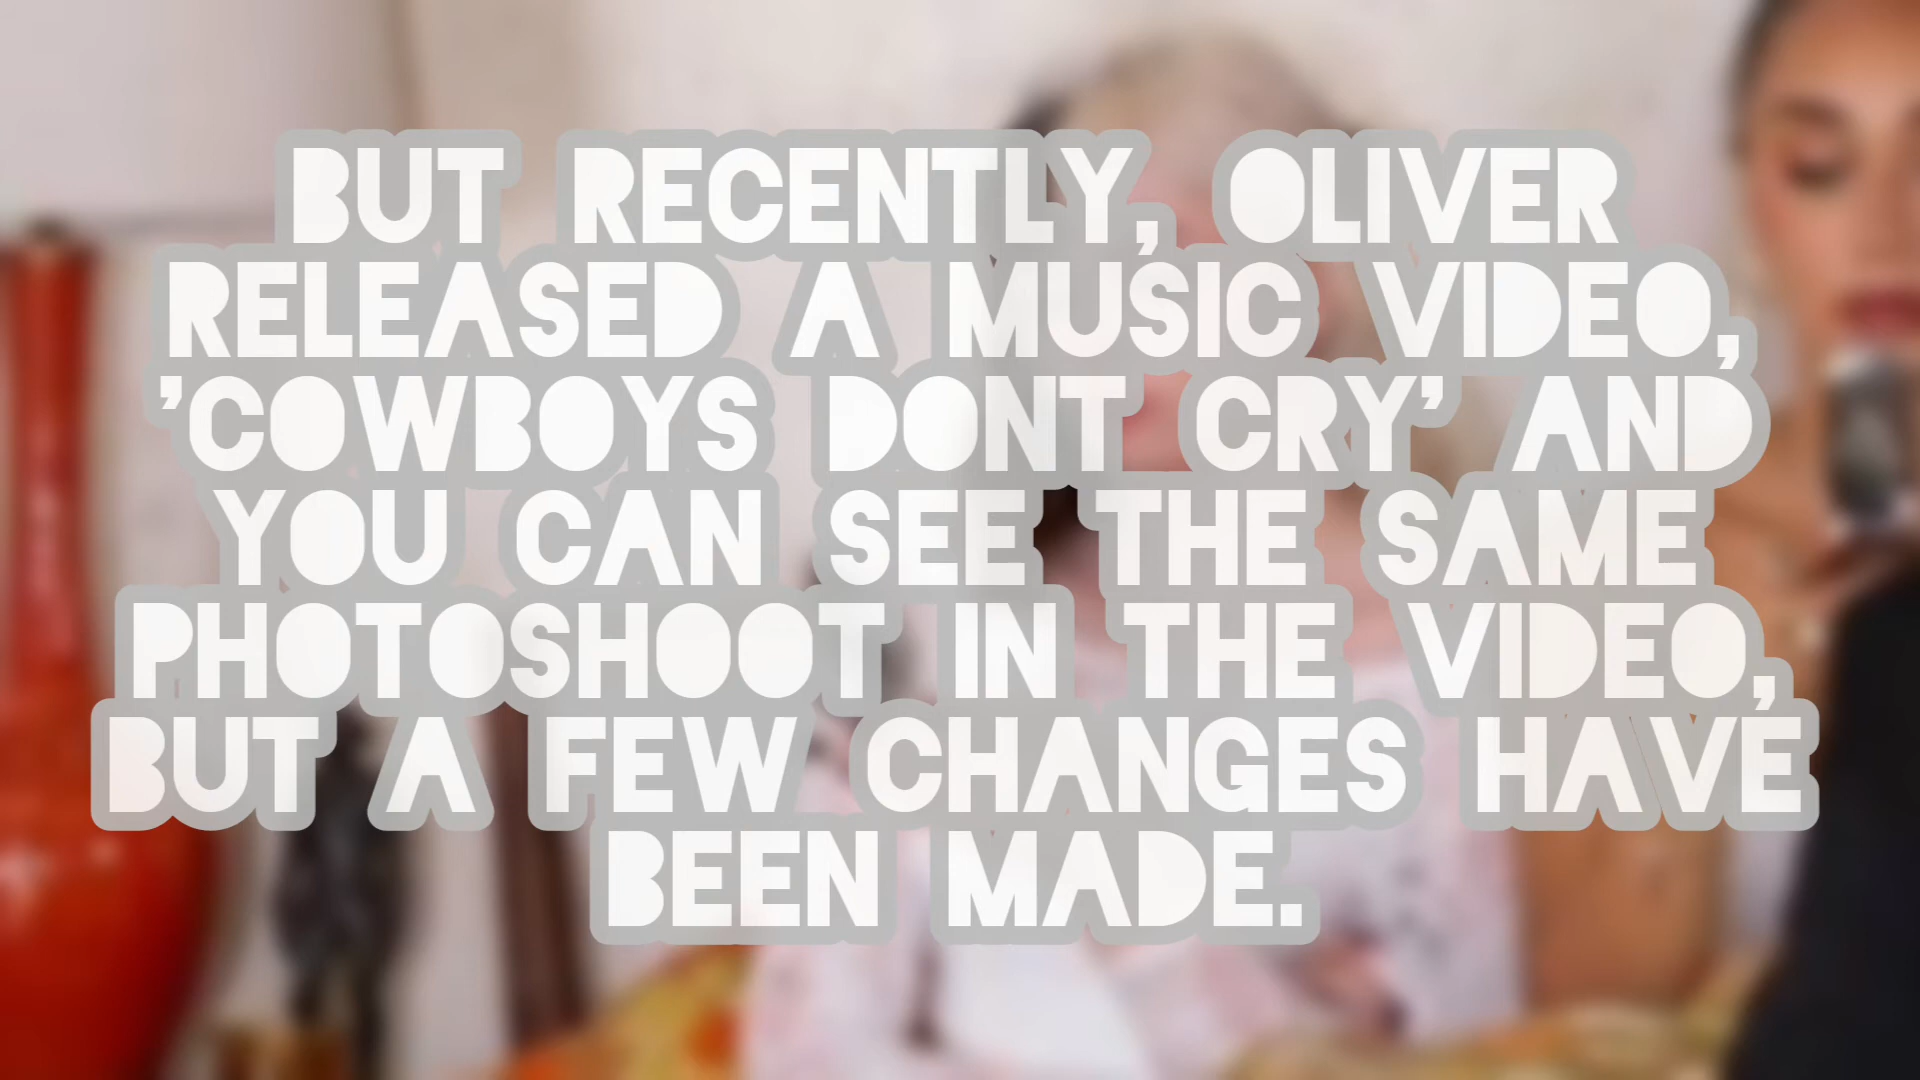 BUT RECENTLY, OLIVER
RELEASED A MUSIC VIDEO,
'COWBOYS DONT CRY' AND
YOU CAN SEE THE SAME
PHOTOSHOOT IN THE VIDEO,
BUT A FEW CHANGES HAVE
BEEN MADE.